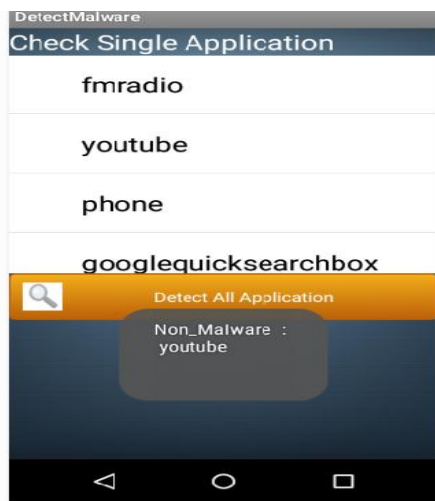 DetectMalware
Check Single Application
fmradio
youtube
phone
googlequicksearchbox
Detect All Application
Non_Malware :
youtube